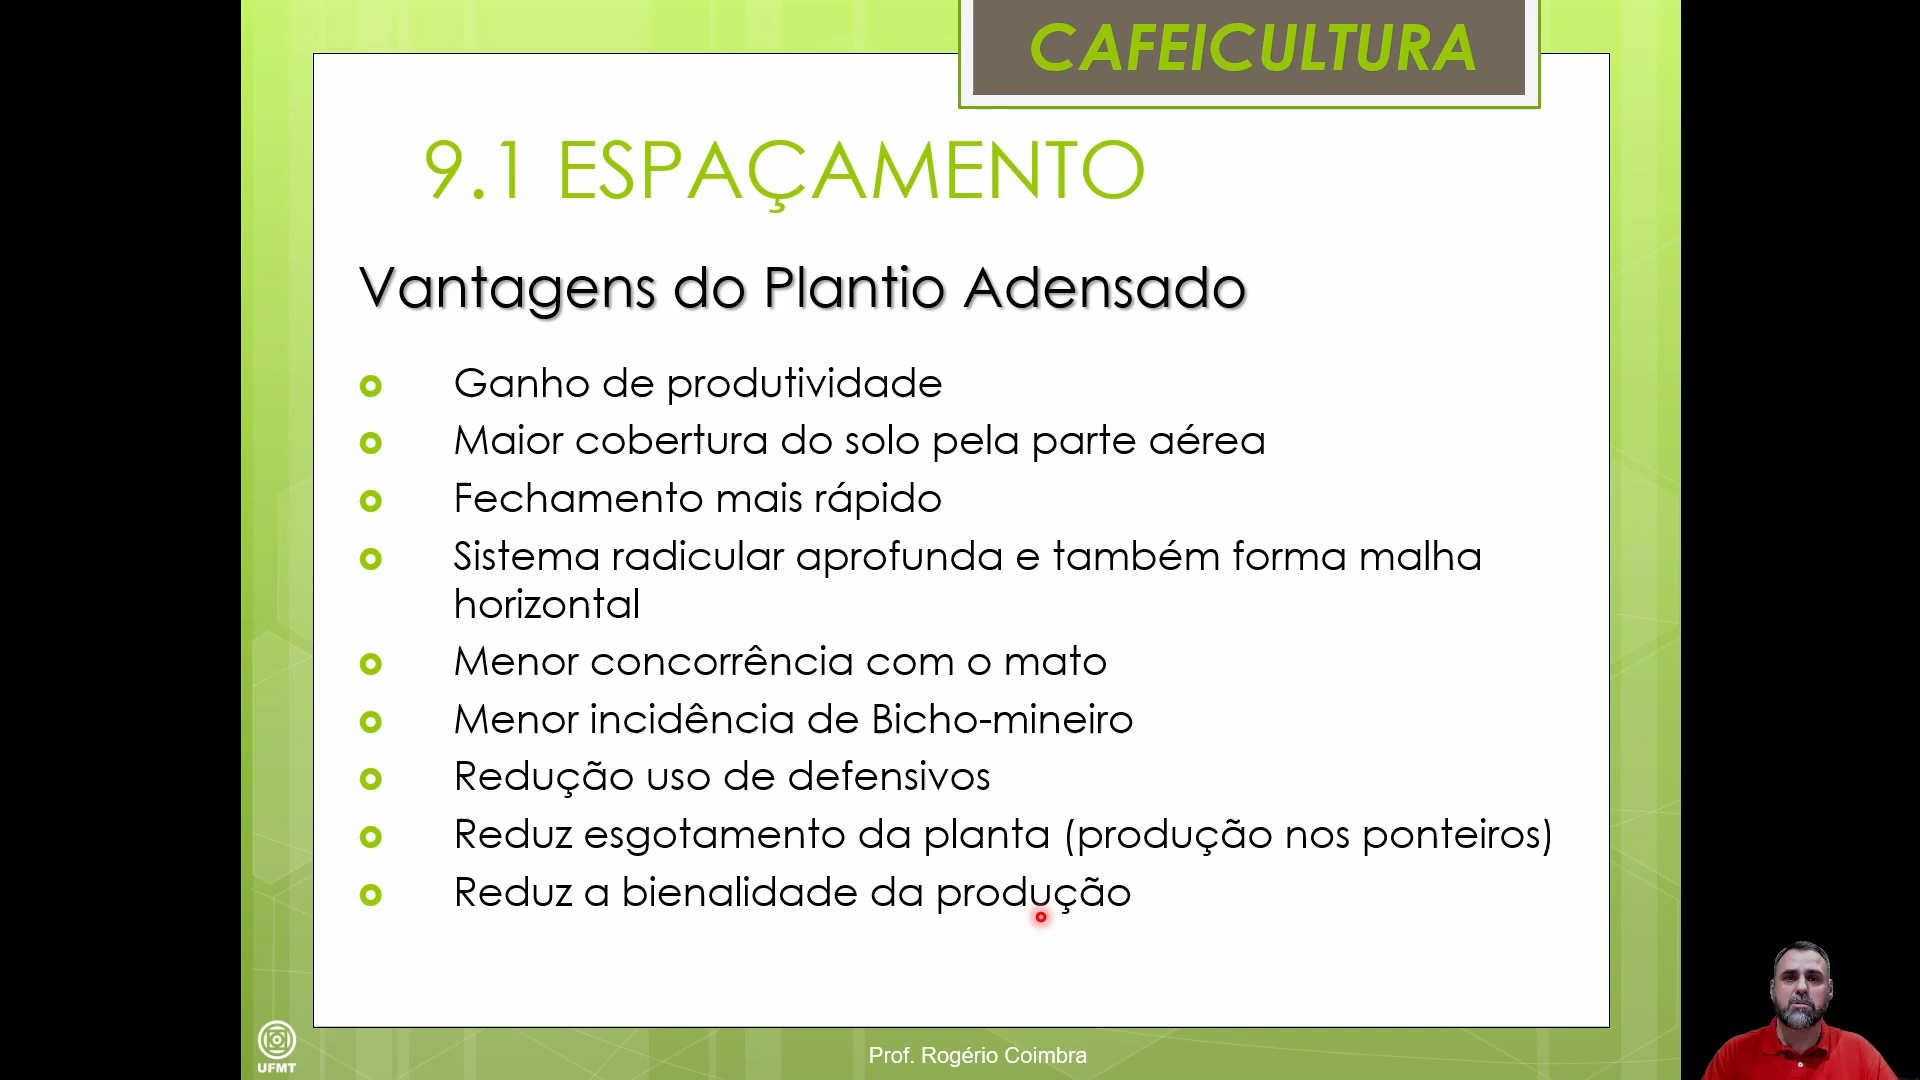 CAFEICULTURA
9.1 ESPAÇAMENTO
Vantagens do Plantio Adensado
Ganho de produtividade
Maior cobertura do solo pela parte aérea
Fechamento mais rápido
Sistema radicular aprofunda e também forma malha
horizontal
Menor concorrência com o mato
Menor incidência de Bicho-mineiro
Redução uso de defensivos
Reduz esgotamento da planta (produção nos ponteiros)
Reduz a bienalidade da produção
UFMT
Prof. Rogério Coimbra